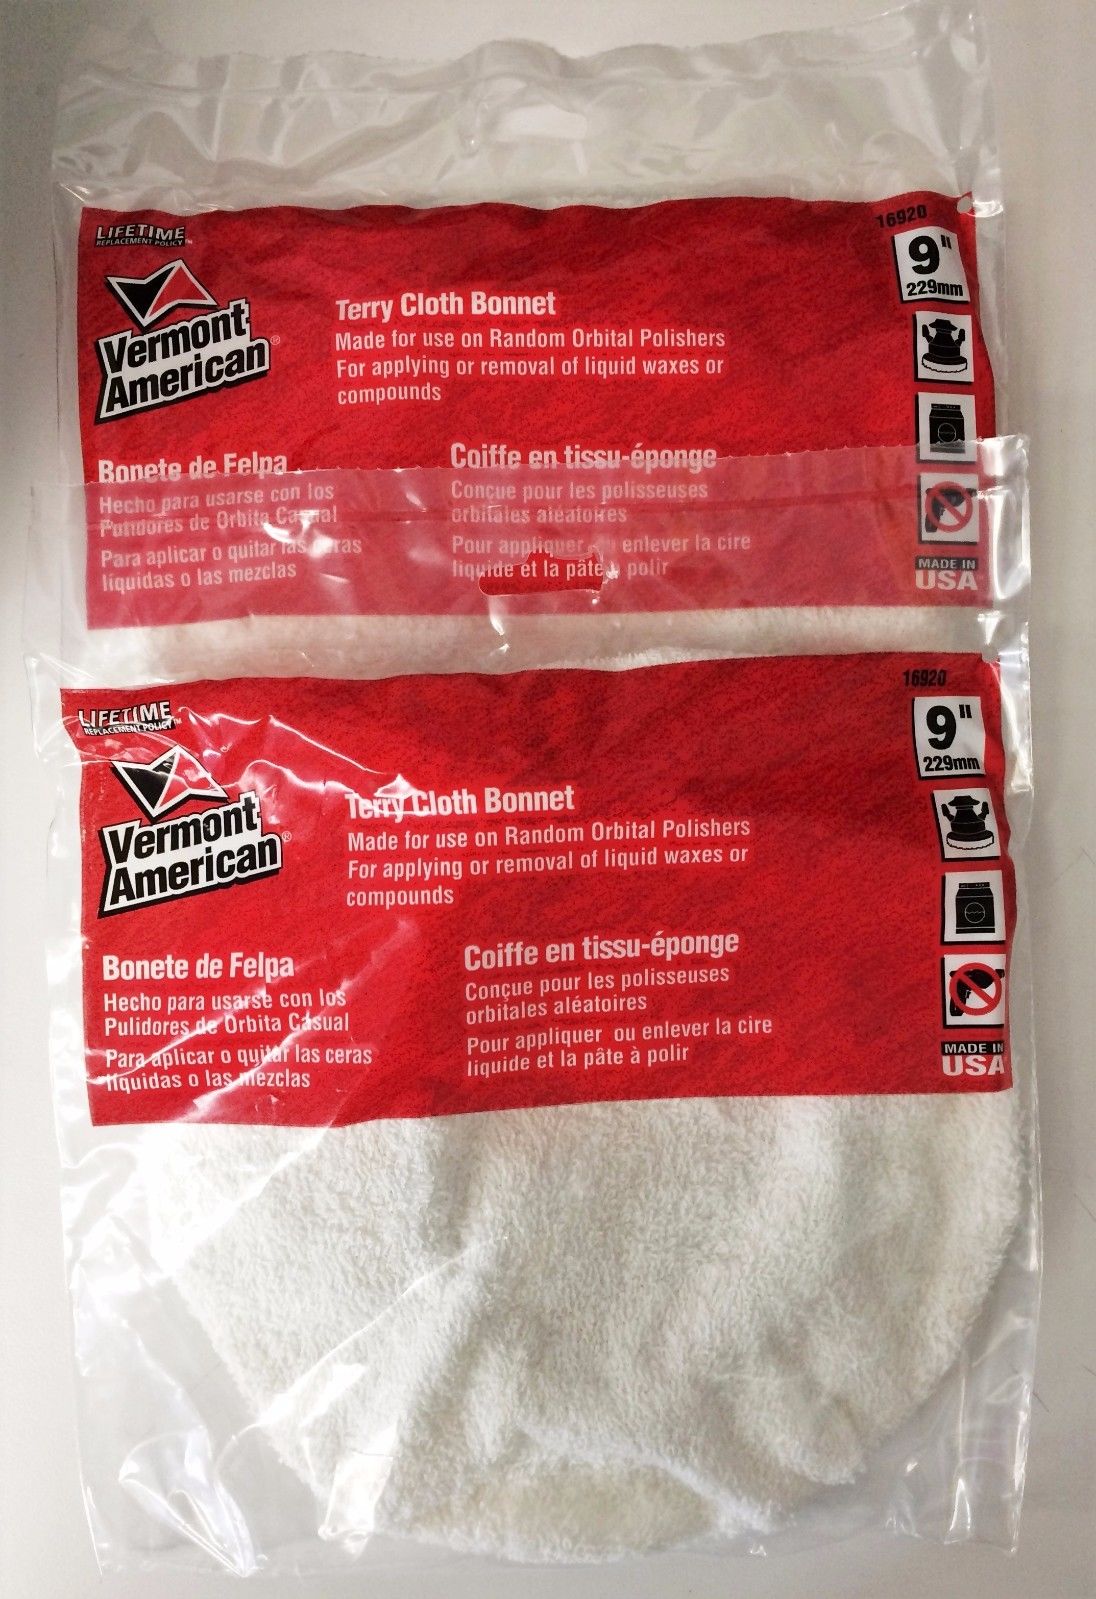 LIFETIME
REPLACEMENT POLICY™
Vermont
American®
Terry Cloth Bonnet
Made for use on Random Orbital Polishers
For applying or removal of liquid waxes or
compounds
Bonete de Felpa
Hecho para usarse con los
Pulidores de Orbita Casual
Para aplicar o quitar las ceras
líquidas o las mezclas
Coiffe en tissu-éponge
Conçue pour les polisseuses
orbitales aléatoires
Pour appliquer ou enlever la cire
liquide et la pâte à polir
16920
9"
229mm
MADE IN
USA
LIFETIME
REPLACEMENT POLICY™
Vermont
American®
Terry Cloth Bonnet
Made for use on Random Orbital Polishers
For applying or removal of liquid waxes or
compounds
Bonete de Felpa
Hecho para usarse con los
Pulidores de Orbita Casual
Para aplicar o quitar las ceras
líquidas o las mezclas
Coiffe en tissu-éponge
Conçue pour les polisseuses
orbitales aléatoires
Pour appliquer ou enlever la cire
liquide et la pâte à polir
16920
9"
229mm
MADE IN
USA